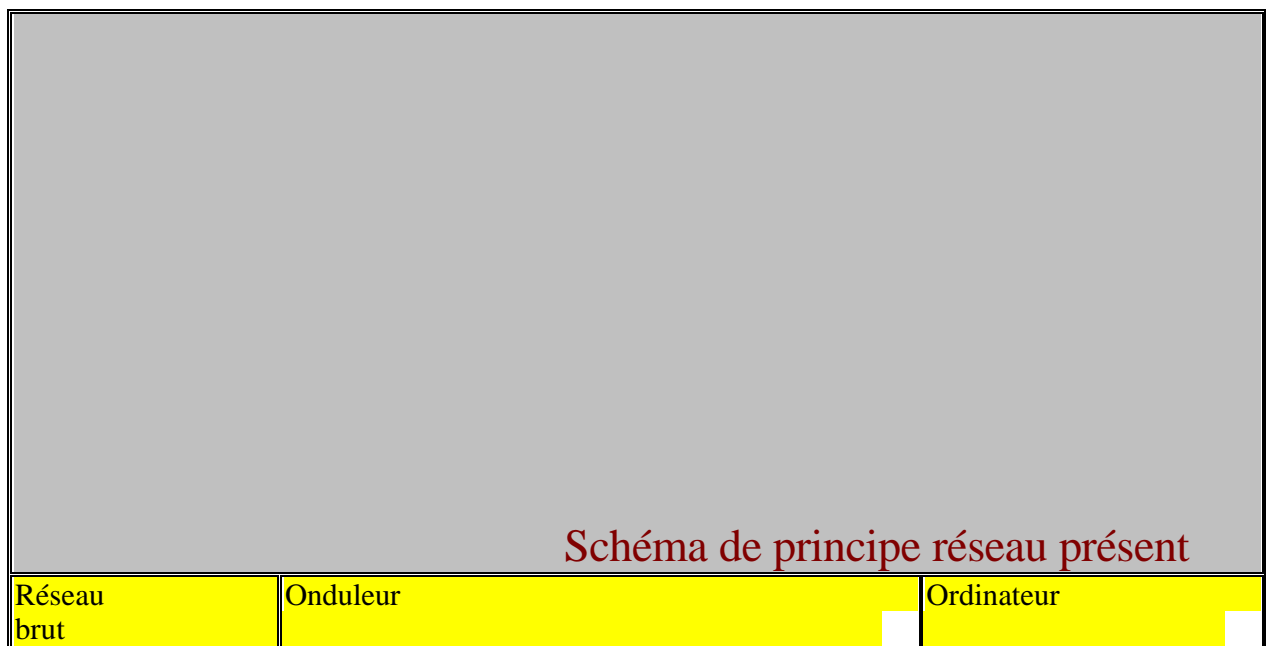 Schéma de principe réseau présent
Réseau
brut
Onduleur
Ordinateur